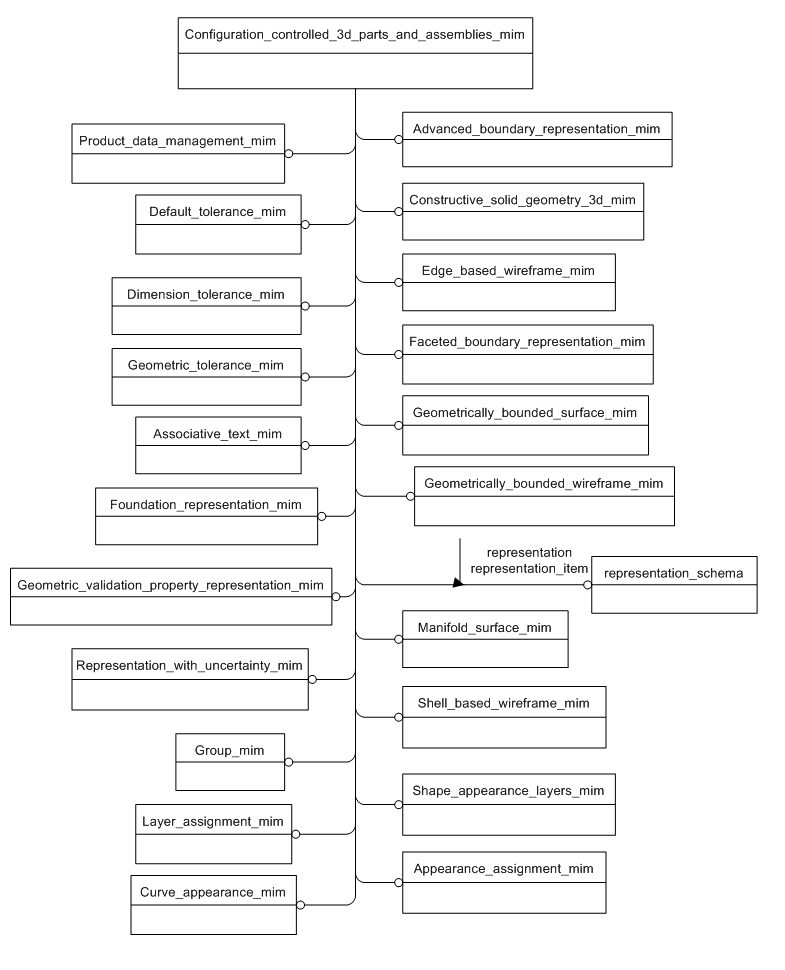 Configuration_controlled_3d_parts_and_assemblies_mim
Advanced_boundary_representation_mim
Product_data_management_mim
Constructive_solid_geometry_3d_mim
Default_tolerance_mim
Edge_based_wireframe_mim
Dimension_tolerance_mim
Faceted_boundary_representation_mim
Geometric_tolerance_mim
Geometrically_bounded_surface_mim
Associative_text_mim
Geometrically_bounded_wireframe_mim
Foundation_representation_mim
representation
representation_item
representation_schema
Geometric_validation_property_representation_mim
Manifold_surface_mim
Representation_with_uncertainty_mim
Shell_based_wireframe_mim
Group_mim
Shape_appearance_layers_mim
Layer_assignment_mim
Appearance_assignment_mim
Curve_appearance_mim